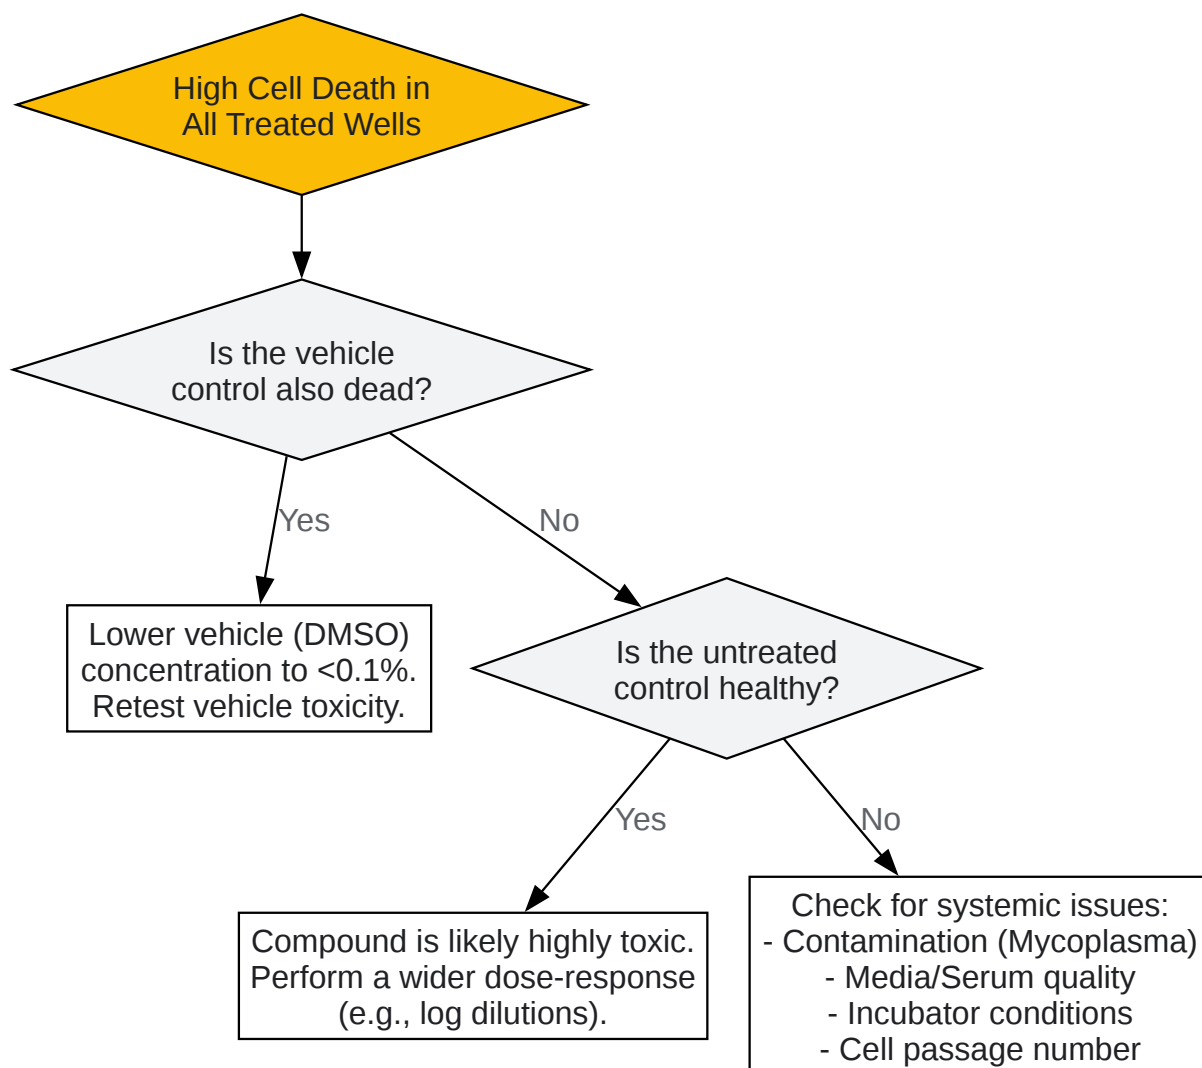 High Cell Death in
All Treated Wells
Is the vehicle
control also dead?
Yes
No
Lower vehicle (DMSO)
concentration to <0.1%.
Retest vehicle toxicity.
Is the untreated
control healthy?
Yes
No
Compound is likely highly toxic.
Perform a wider dose-response
(e.g., log dilutions).
Check for systemic issues:
- Contamination (Mycoplasma)
- Media/Serum quality
- Incubator conditions
- Cell passage number